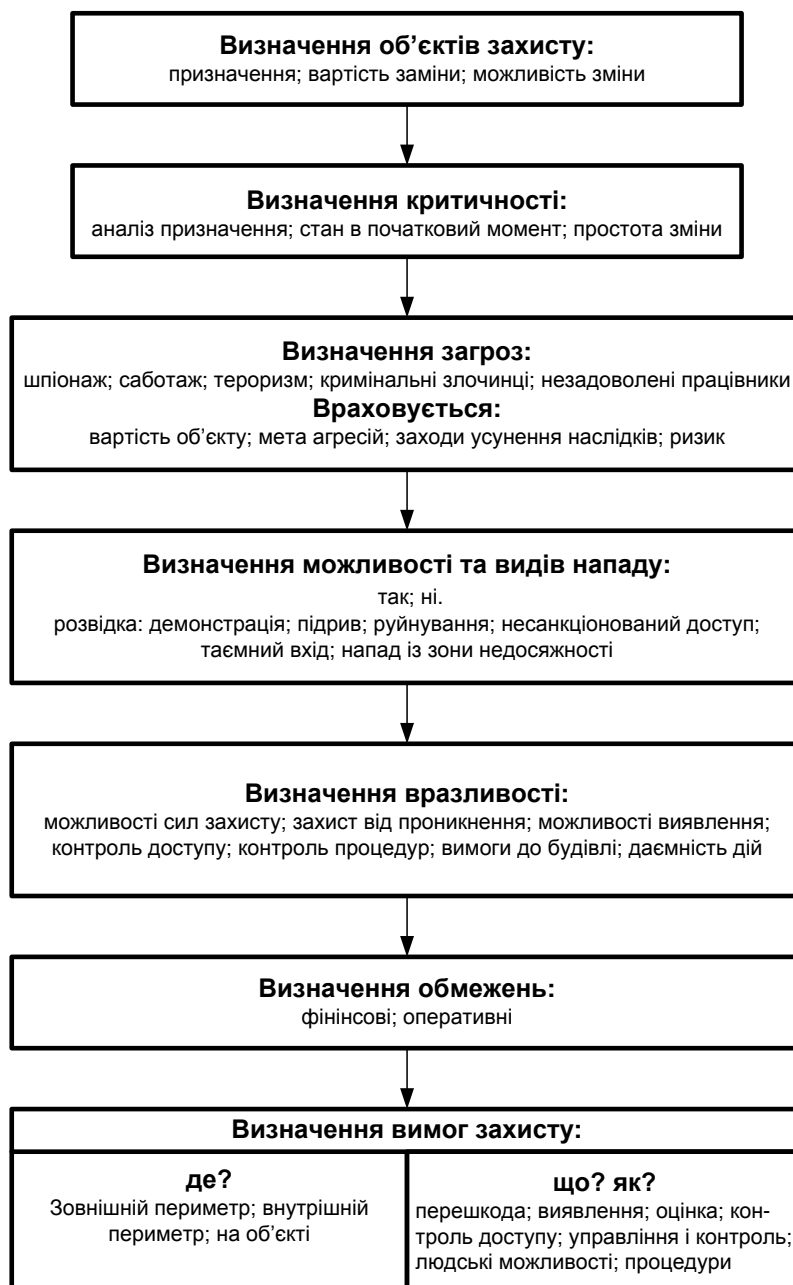 Визначення об’єктів захисту:
призначення; вартість заміни; можливість зміни
Визначення критичності:
аналіз призначення; стан в початковий момент; простота зміни
Визначення загроз:
шпіонаж; саботаж; тероризм; кримінальні злочинці; незадоволені працівники
Враховується:
вартість об’єкту; мета агресій; заходи усунення наслідків; ризик
Визначення можливості та видів нападу:
так; ні.
розвідка: демонстрація; підрив; руйнування; несанкціонований доступ;
таємний вхід; напад із зони недосяжності
Визначення вразливості:
можливості сил захисту; захист від проникнення; можливості виявлення;
контроль доступу; контроль процедур; вимоги до будівлі; даємність дій
Визначення обмежень:
фінінсові; оперативні
Визначення вимог захисту:
де?
Зовнішній периметр; внутрішній
периметр; на об’єкті
що? як?
перешкода; виявлення; оцінка; кон-
троль доступу; управління і контроль;
людські можливості; процедури